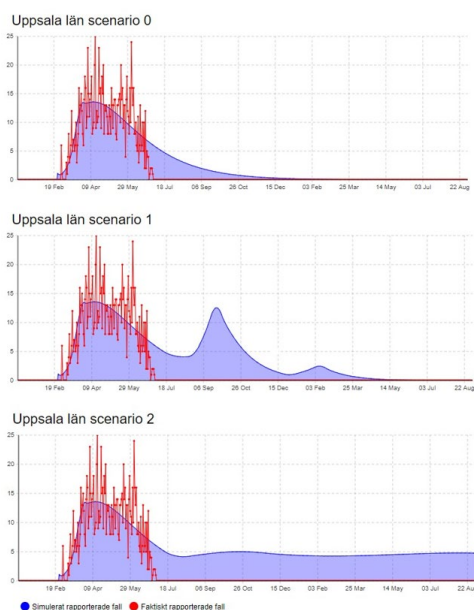 Uppsala län scenario 0
25
20
15
10
5
0
19 Feb 09 Apr 29 May 18 Jul 06 Sep 26 Oct 15 Dec 03 Feb 25 Mar 14 May 03 Jul 22 Aug
Uppsala län scenario 1
25
20
15
10
5
0
19 Feb 09 Apr 29 May 18 Jul 06 Sep 26 Oct 15 Dec 03 Feb 25 Mar 14 May 03 Jul 22 Aug
Uppsala län scenario 2
25
20
15
10
5
0
19 Feb 09 Apr 29 May 18 Jul 06 Sep 26 Oct 15 Dec 03 Feb 25 Mar 14 May 03 Jul 22 Aug
Simulerat rapporterade fall Faktiskt rapporterade fall